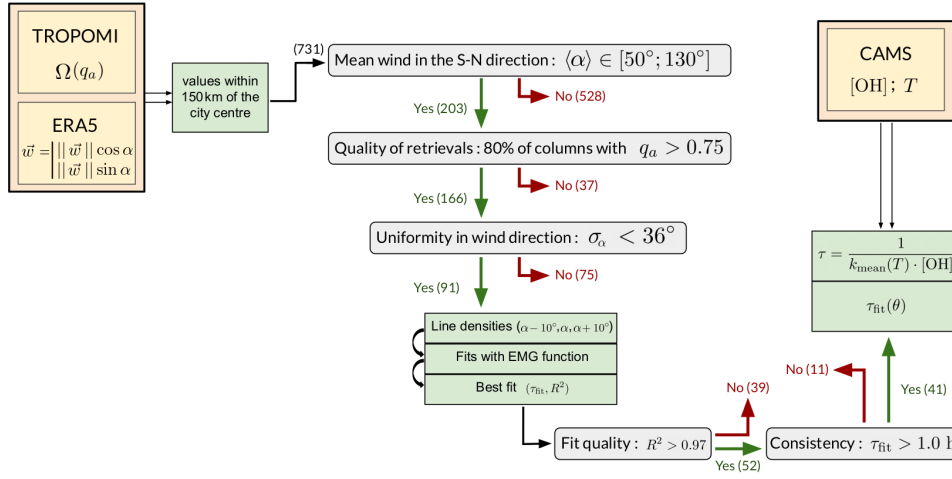 TROPOMI
Ω(qₐ)
ERA5
w⃗ = || w⃗ || cos α
|| w⃗ || sin α
values within
150 km of the
city centre
(731)
Mean wind in the S-N direction : ⟨α⟩ ∈ [50°; 130°]
Yes (203)
No (528)
Quality of retrievals : 80% of columns with qₐ > 0.75
Yes (166)
No (37)
Uniformity in wind direction : σ_α < 36°
Yes (91)
No (75)
Line densities (α − 10°, α, α + 10°)
Fits with EMG function
Best fit (τ_fit, R²)
Fit quality : R² > 0.97
No (39)
Yes (52)
Consistency : τ_fit > 1.0 h
No (11)
Yes (41)
CAMS
[OH] ; T
τ = 1 / k_mean(T) · [OH]
τ_fit(θ)